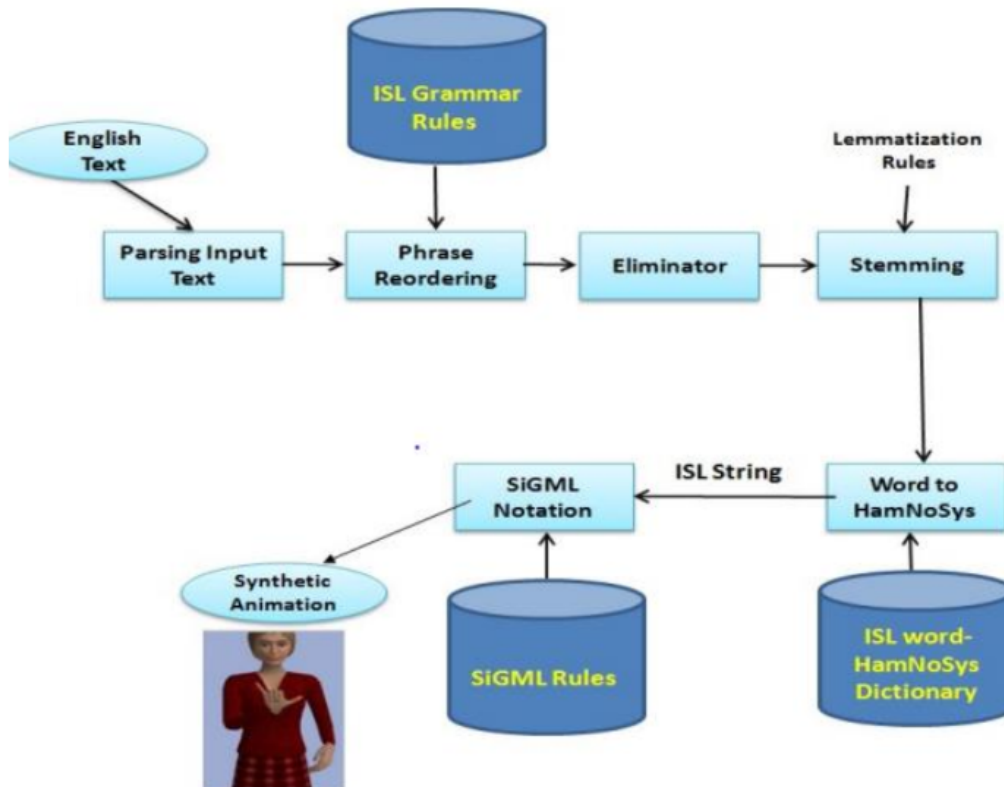 ISL Grammar
Rules
English
Text
Lemmatization
Rules
Parsing Input
Text
Phrase
Reordering
Eliminator
Stemming
SiGML
Notation
ISL String
Word to
HamNoSys
Synthetic
Animation
SiGML Rules
ISL word-
HamNoSys
Dictionary